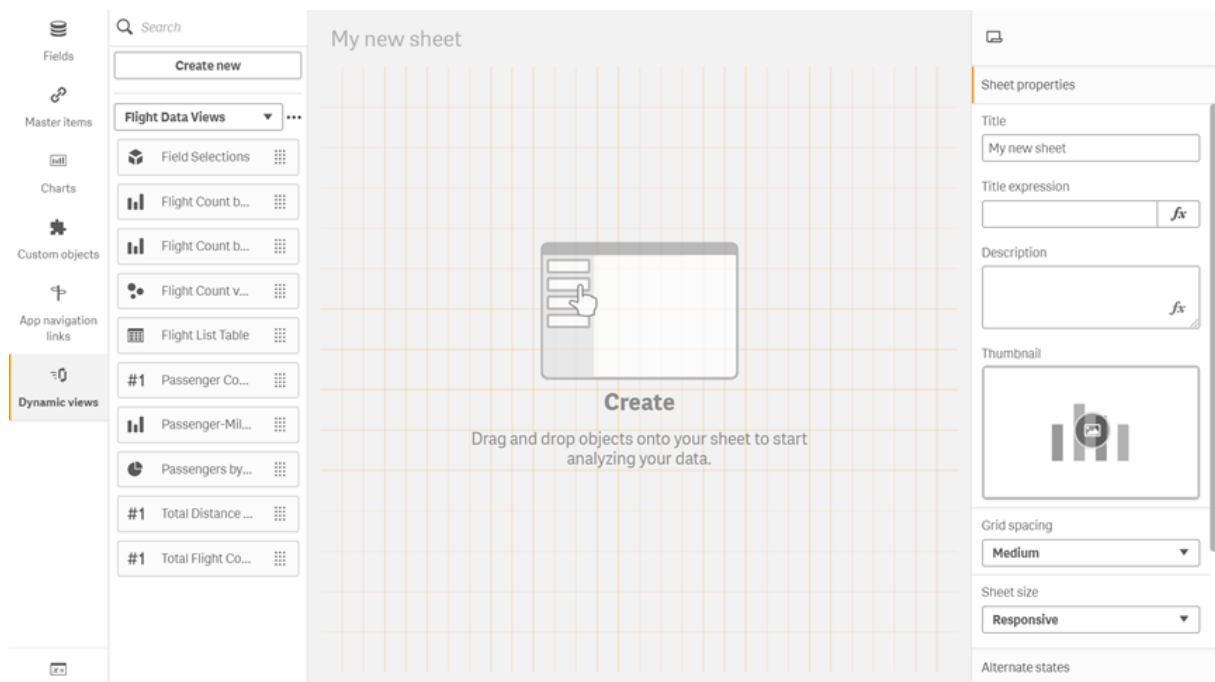 Fields
Master items
Charts
Custom objects
App navigation
links
Dynamic views
Search
Create new
Flight Data Views
Field Selections
Flight Count b...
Flight Count b...
Flight Count v...
Flight List Table
#1 Passenger Co...
Passenger-Mil...
Passengers by...
#1 Total Distance ...
#1 Total Flight Co...
My new sheet
Create
Drag and drop objects onto your sheet to start
analyzing your data.
Sheet properties
Title
My new sheet
Title expression
fx
Description
fx
Thumbnail
Grid spacing
Medium
Sheet size
Responsive
Alternate states